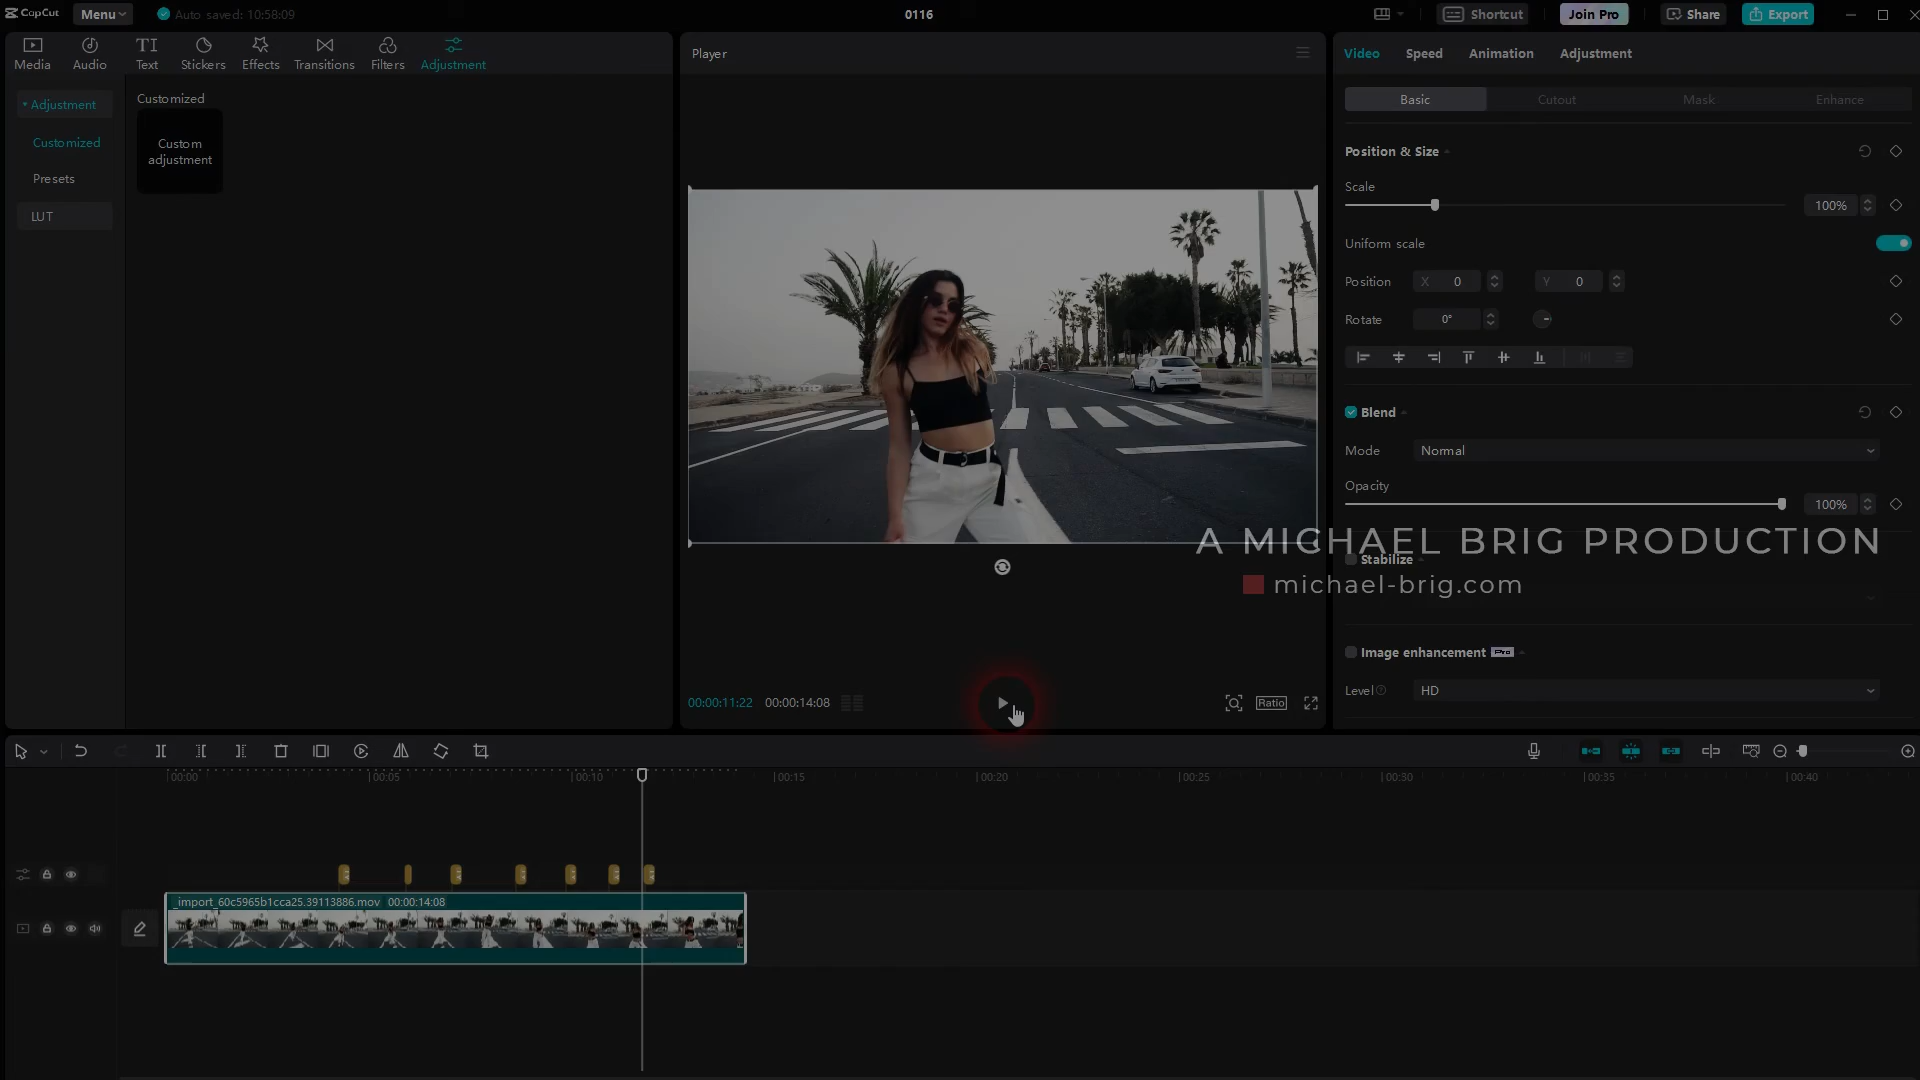 CapCut
Menu
Auto saved: 10:58:09
0116
Shortcut
Join Pro
Share
Export
Media
Audio
TI
Text
Stickers
Effects
Transitions
Filters
Adjustment
Adjustment
Customized
Presets
LUT
Customized
Custom
adjustment
Player
00:00:11:22
00:00:14:08
Ratio
Video
Speed
Animation
Adjustment
Basic
Cutout
Mask
Enhance
Position & Size
Scale
100%
Uniform scale
Position
X 0
Y 0
Rotate
0°
Blend
Mode
Normal
Opacity
100%
A MICHAEL BRIG PRODUCTION
Stabilize
michael-brig.com
Image enhancement
Pro
Level
HD
00:00
00:05
00:10
00:15
00:20
00:25
00:30
00:35
00:40
_import_60c5965b1cca25.39113886.mov 00:00:14:08